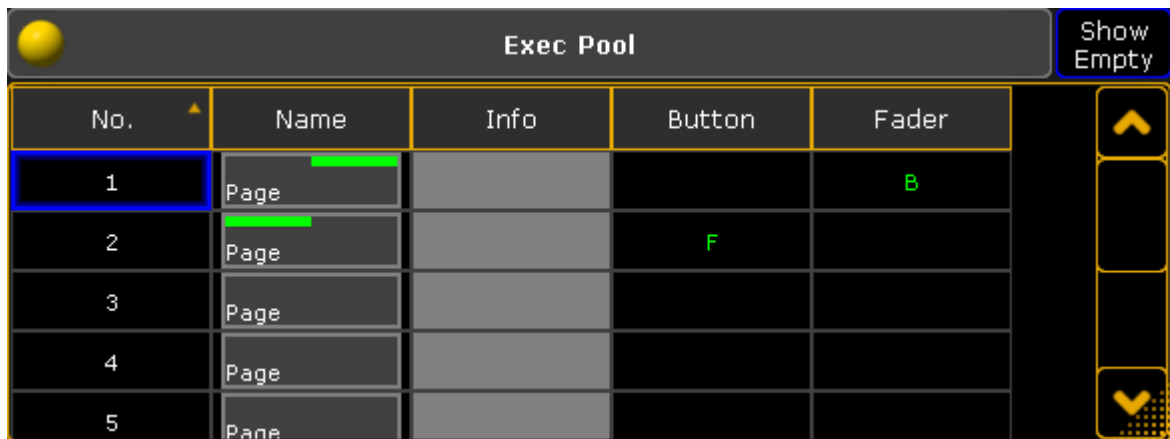 Exec Pool
Show
Empty
No. Name Info Button Fader
1 Page B
2 Page F
3 Page
4 Page
5 Page